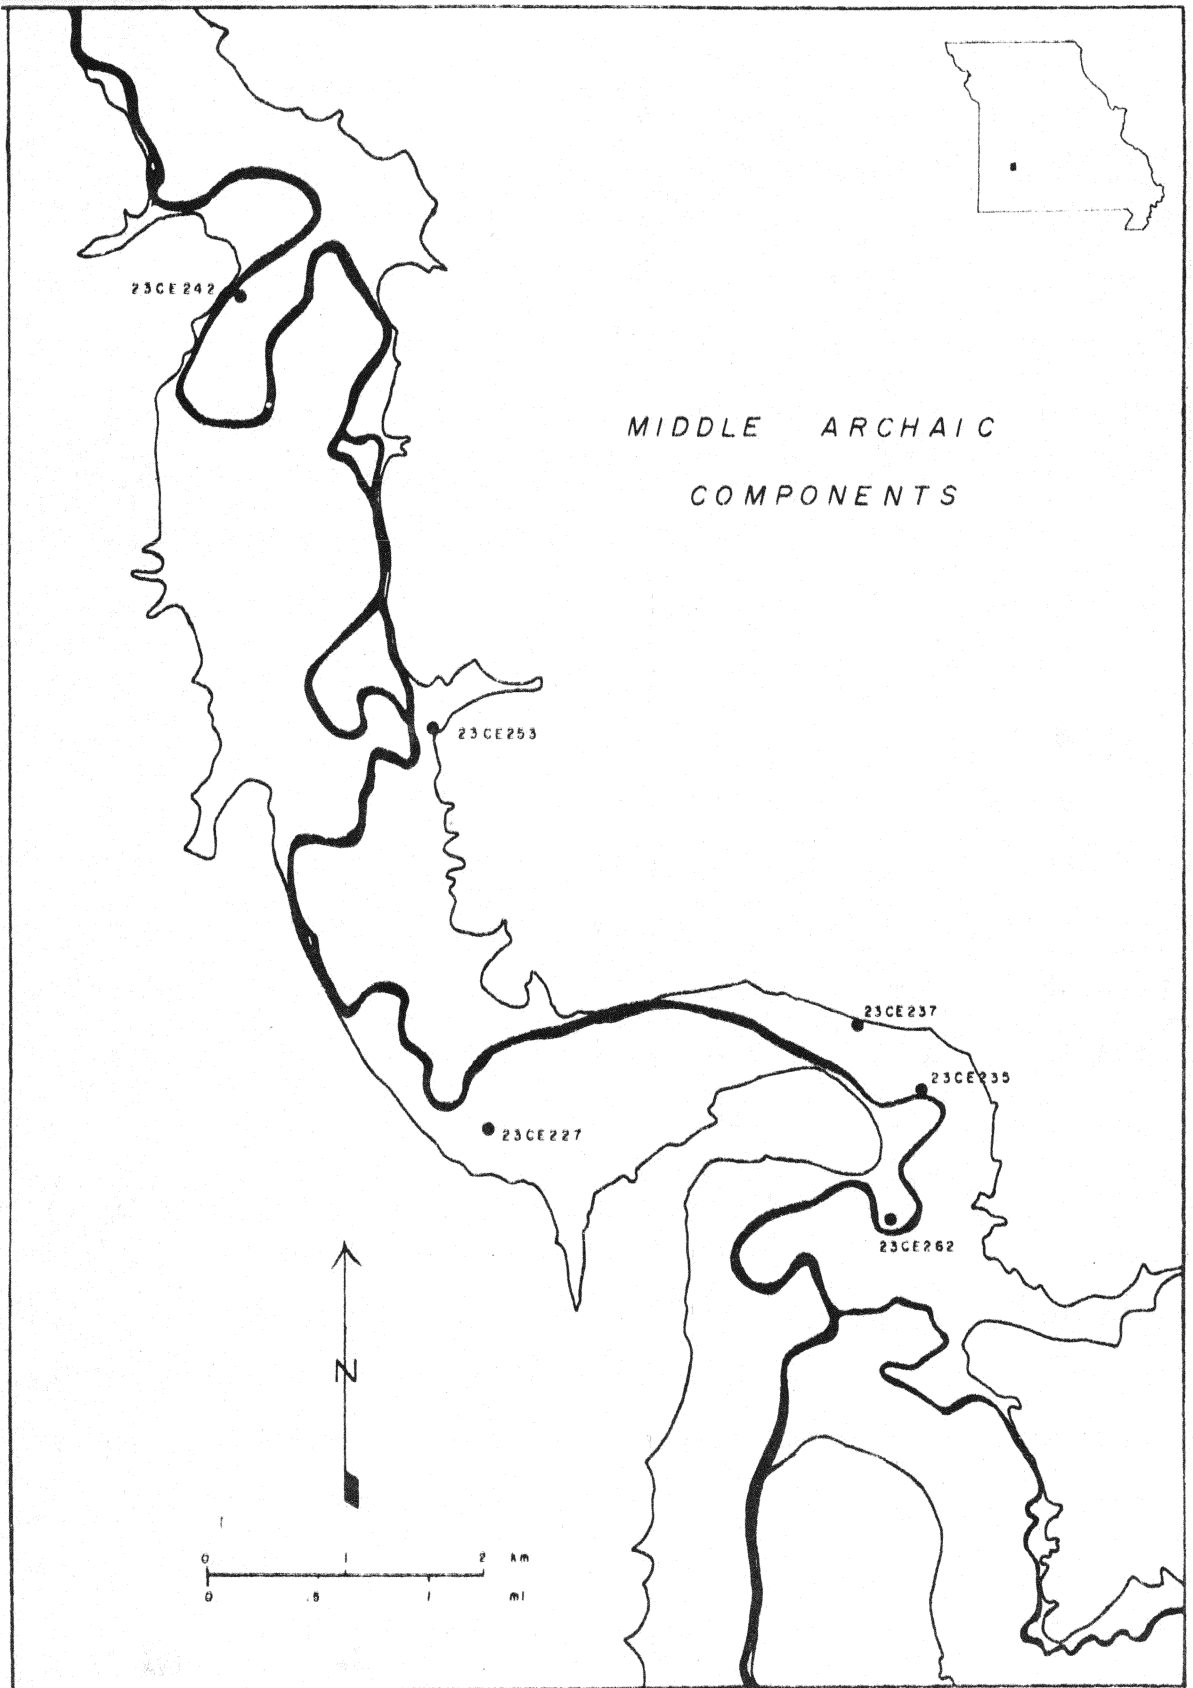 23CE242
MIDDLE ARCHAIC
COMPONENTS
23CE253
23CE237
23CE235
23CE227
23CE262
N
0 1 2 km
0 .5 1 mi